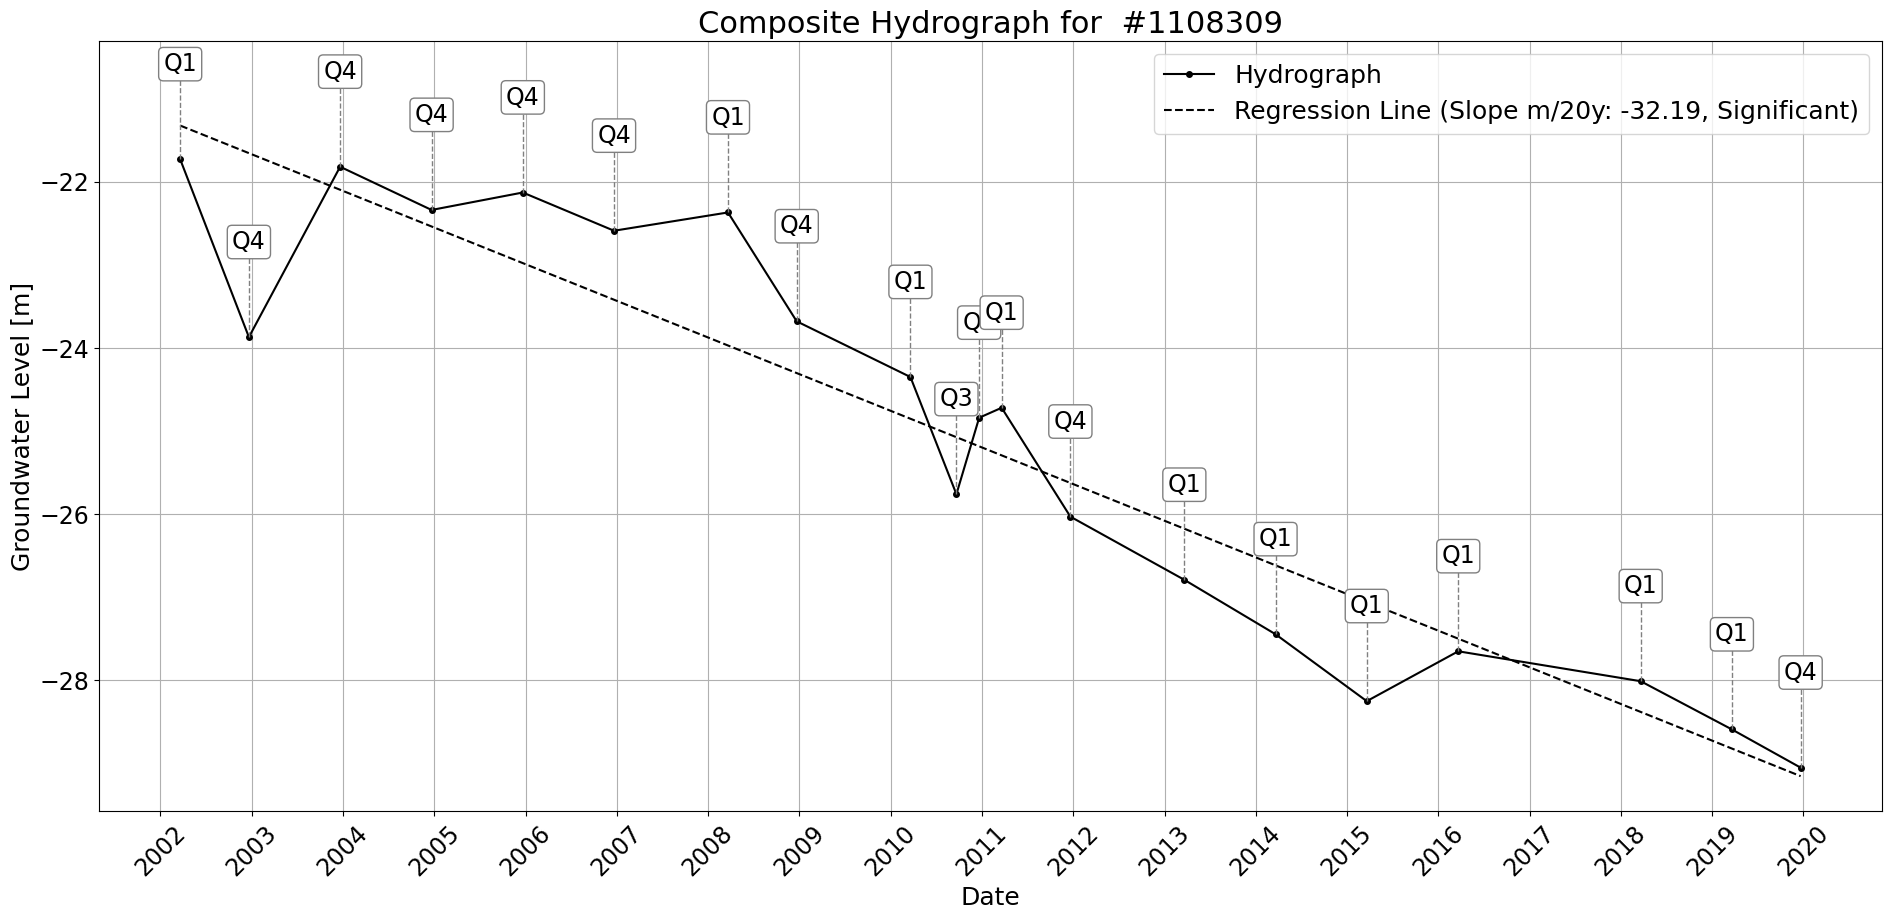 Composite Hydrograph for #1108309
Hydrograph
Regression Line (Slope m/20y: -32.19, Significant)
Q1
Q4
Q4
Q4
Q4
Q4
Q1
Q4
Q1
Q3
Q1
Q4
Q1
Q1
Q1
Q1
Q1
Q1
Q4
Groundwater Level [m]
−22
−24
−26
−28
2002
2003
2004
2005
2006
2007
2008
2009
2010
2011
2012
2013
2014
2015
2016
2017
2018
2019
2020
Date